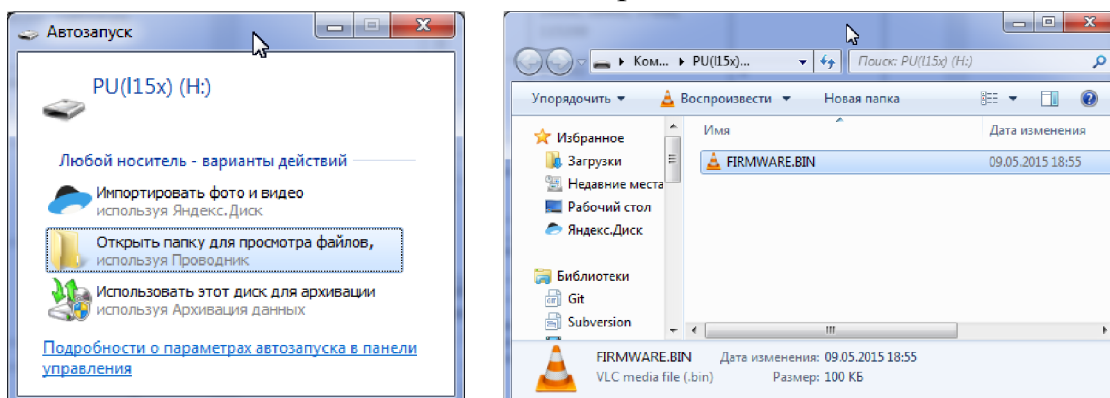 Автозапуск
PU(I15x) (H:)
Любой носитель - варианты действий
Импортировать фото и видео
используя Яндекс.Диск
Открыть папку для просмотра файлов,
используя Проводник
Использовать этот диск для архивации
используя Архивация данных
Подробности о параметрах автозапуска в панели
управления
Ком... PU(I15x)...
Поиск: PU(I15x) (H:)
Упорядочить Воспроизвести Новая папка
Имя Дата изменения
Избранное
Загрузки
Недавние места
Рабочий стол
Яндекс.Диск
Библиотеки
Git
Subversion
FIRMWARE.BIN 09.05.2015 18:55
FIRMWARE.BIN Дата изменения: 09.05.2015 18:55
VLC media file (.bin) Размер: 100 КБ